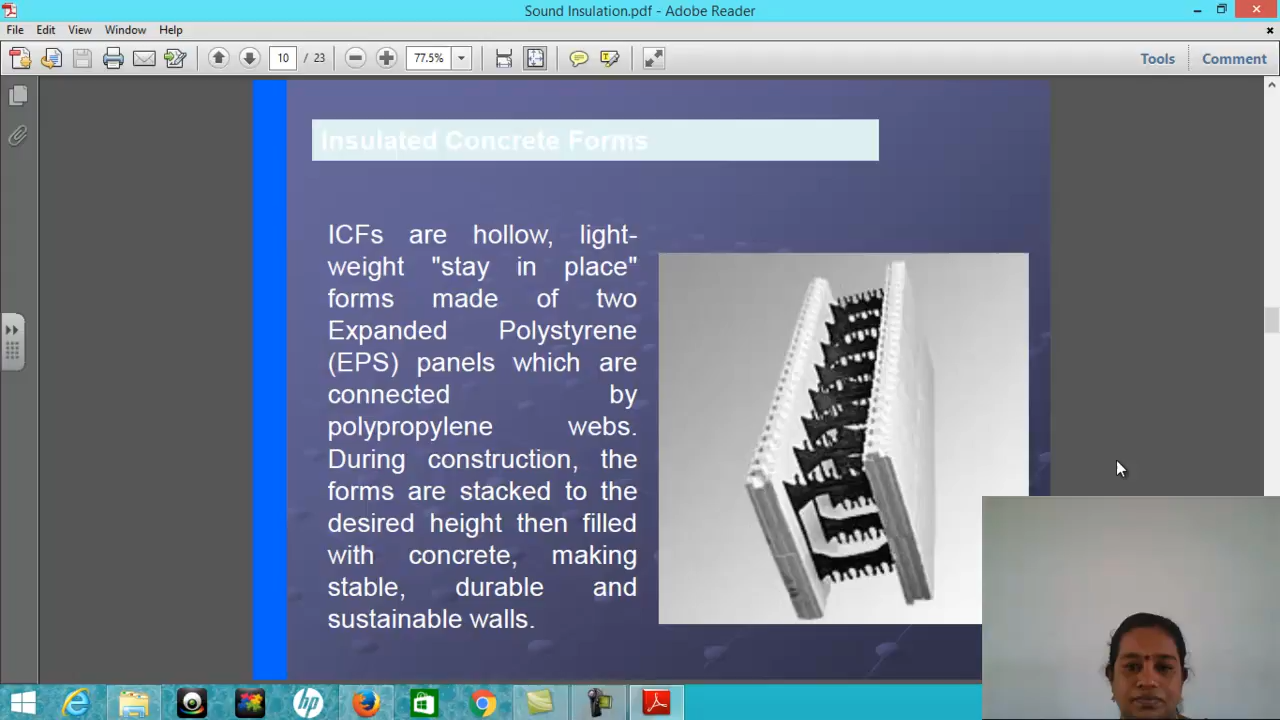 Sound Insulation.pdf - Adobe Reader
File Edit View Window Help
10 / 23 77.5% Tools Comment
Insulated Concrete Forms
ICFs are hollow, light-
weight "stay in place"
forms made of two
Expanded Polystyrene
(EPS) panels which are
connected by
polypropylene webs.
During construction, the
forms are stacked to the
desired height then filled
with concrete, making
stable, durable and
sustainable walls.
hp